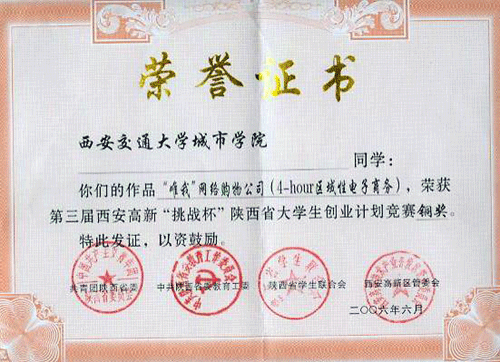 荣誉证书
西安交通大学城市学院
同学：
你们的作品“唯我”网络购物公司（4-hour区域性电子商务），荣获
第三届西安高新“挑战杯”陕西省大学生创业计划竞赛铜奖。
特此发证，以资鼓励。
共青团陕西省委 中共陕西省委教育工委 陕西省学生联合会 西安高新区管委会
二〇〇六年六月